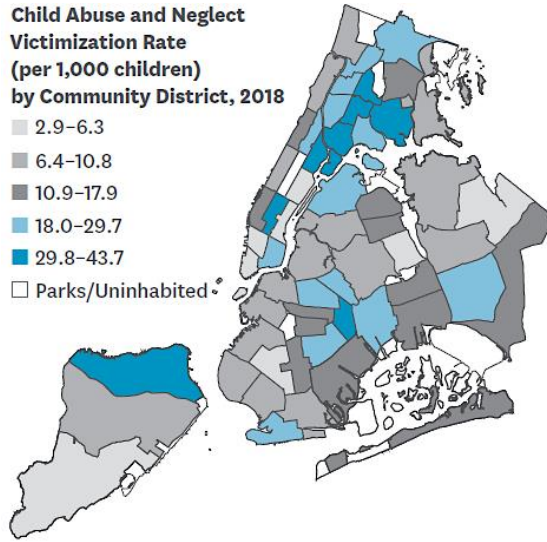 Child Abuse and Neglect
Victimization Rate
(per 1,000 children)
by Community District, 2018
2.9–6.3
6.4–10.8
10.9–17.9
18.0–29.7
29.8–43.7
Parks/Uninhabited